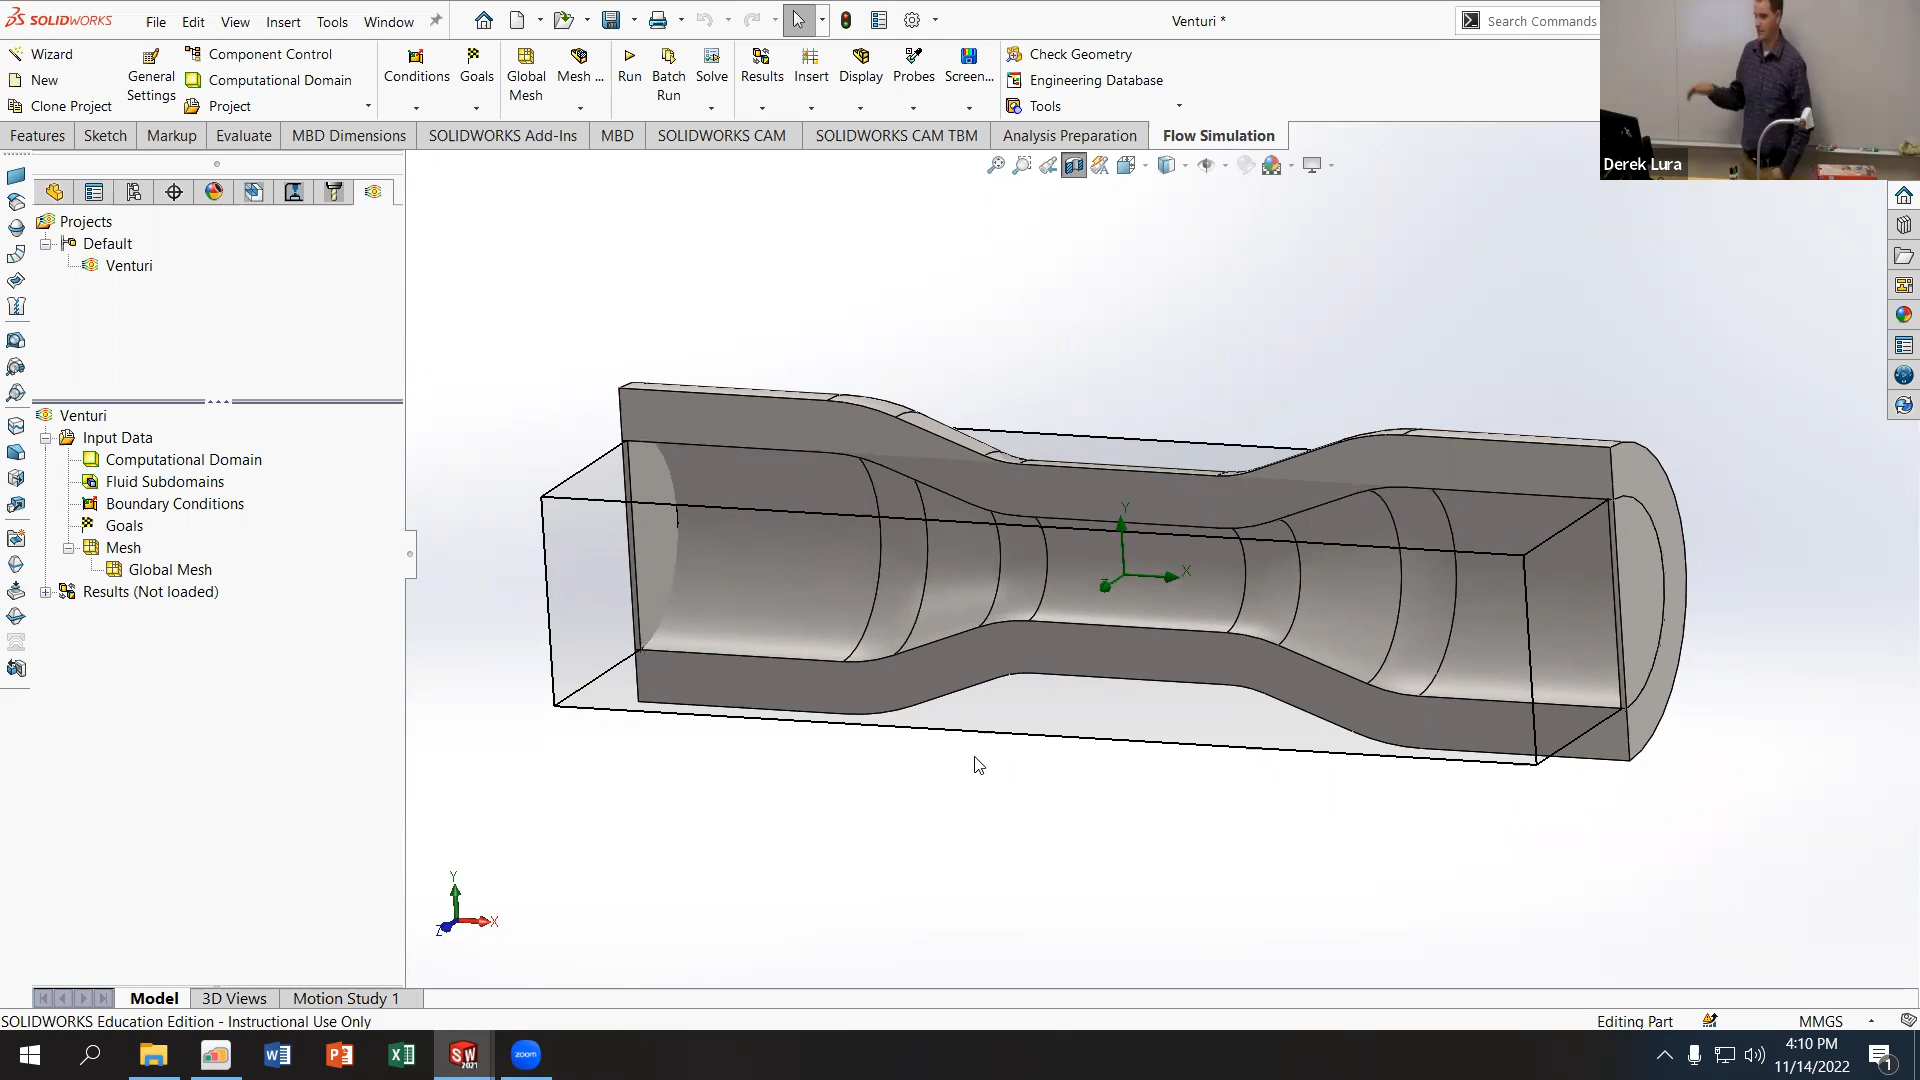 SOLIDWORKS File Edit View Insert Tools Window Venturi * Search Commands
Wizard
New
Clone Project
General Settings
Component Control
Computational Domain
Project
Conditions
Goals
Global Mesh
Mesh ...
Run
Batch Run
Solve
Results
Insert
Display
Probes
Screen...
Check Geometry
Engineering Database
Tools
Derek Lura
Features Sketch Markup Evaluate MBD Dimensions SOLIDWORKS Add-Ins MBD SOLIDWORKS CAM SOLIDWORKS CAM TBM Analysis Preparation Flow Simulation
Projects
Default
Venturi
Venturi
Input Data
Computational Domain
Fluid Subdomains
Boundary Conditions
Goals
Mesh
Global Mesh
Results (Not loaded)
Y
X
Z
Y
X
Z
Model 3D Views Motion Study 1
SOLIDWORKS Education Edition - Instructional Use Only Editing Part MMGS
SW
2021
zoom
4:10 PM
11/14/2022
1